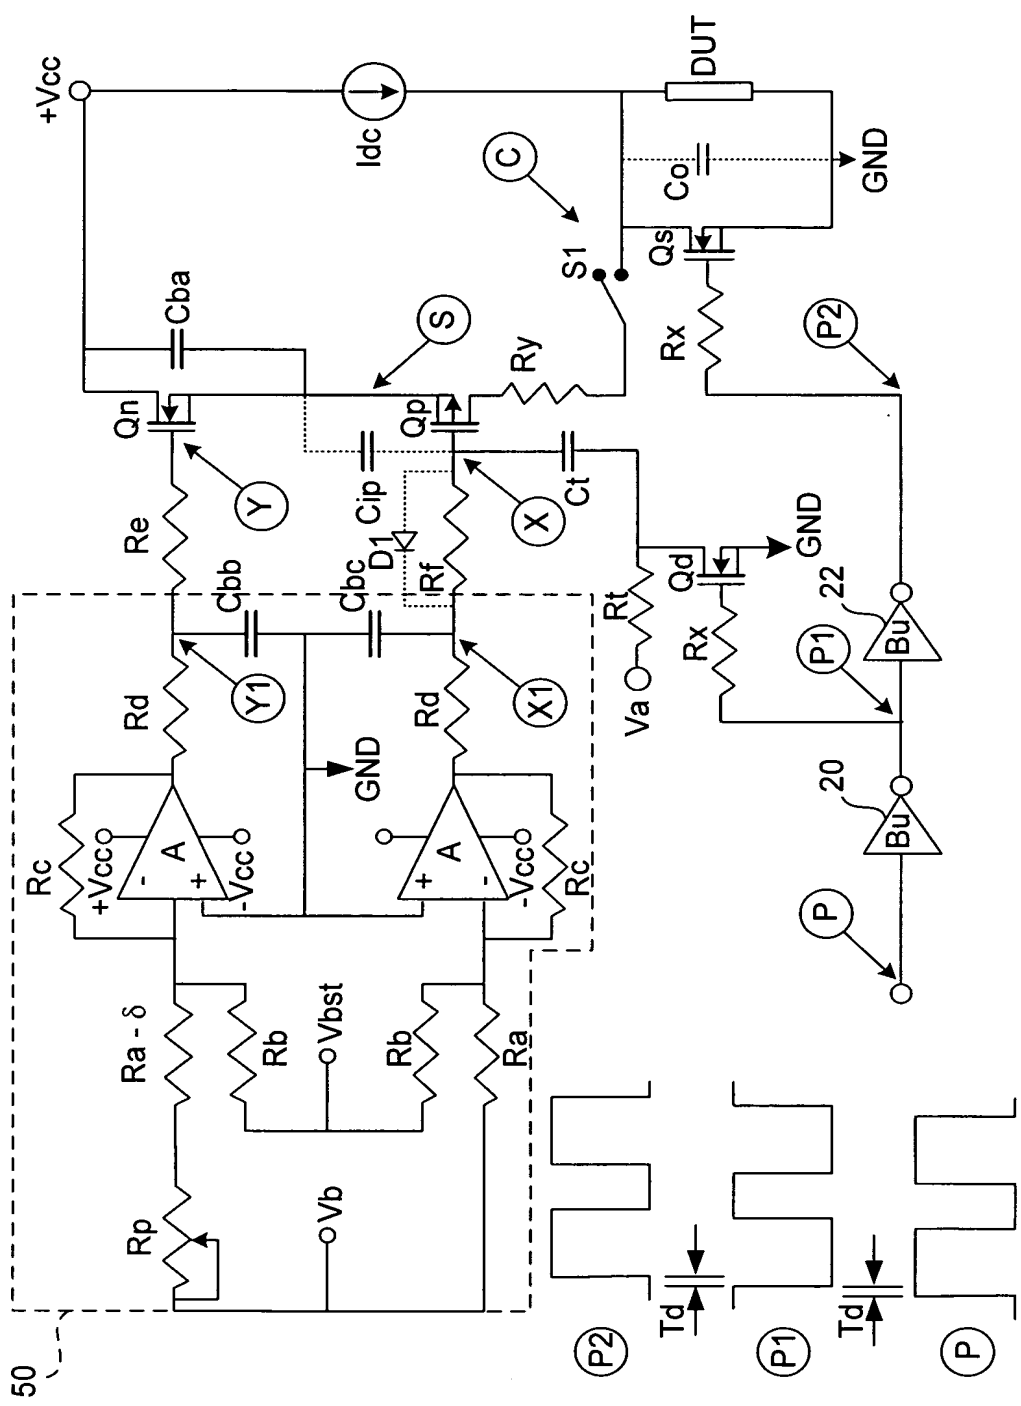 50
Rp
Ra - δ
Rc
+Vcc
A
-
+
-Vcc
Rd
Y1
Re
Cbb
Y
Qn
Cba
+Vcc
Vb
Vbst
Rb
Rb
Ra
GND
Cbc
D1
Cip
S
Idc
+
-
A
-Vcc
Rc
Rd
X1
Rf
X
Qp
Ry
C
S1
Ct
Rt
Va
Qd
GND
Rx
Rx
Qs
Co
DUT
GND
P2
P1
22
Bu
20
Bu
P
P2
Td
P1
Td
P